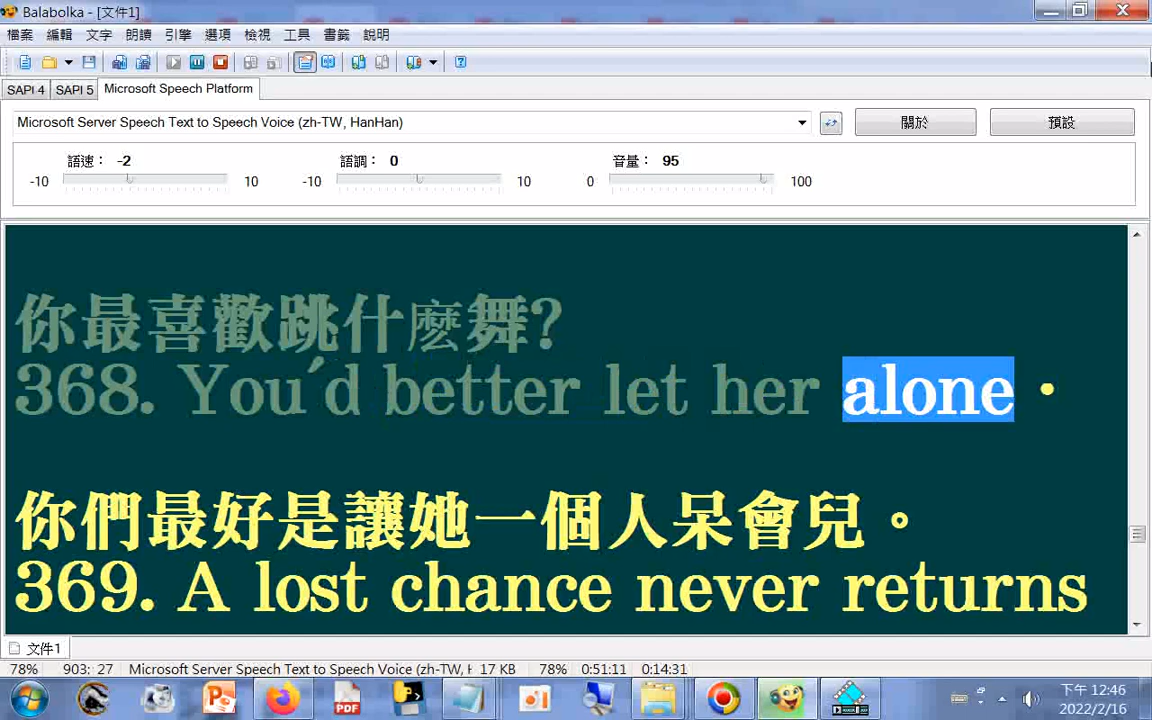 Balabolka - [文件1]
檔案 編輯 文字 朗讀 引擎 選項 檢視 工具 書籤 說明
SAPI 4 SAPI 5 Microsoft Speech Platform
Microsoft Server Speech Text to Speech Voice (zh-TW, HanHan) 關於 預設
語速： -2 語調： 0 音量： 95
-10 10 -10 10 0 100
你最喜歡跳什麼舞?
368. You'd better let her alone．
你們最好是讓她一個人呆會兒。
369. A lost chance never returns
文件1
78% 903: 27 Microsoft Server Speech Text to Speech Voice (zh-TW, H 17 KB 78% 0:51:11 0:14:31
PDF
下午 12:46
2022/2/16